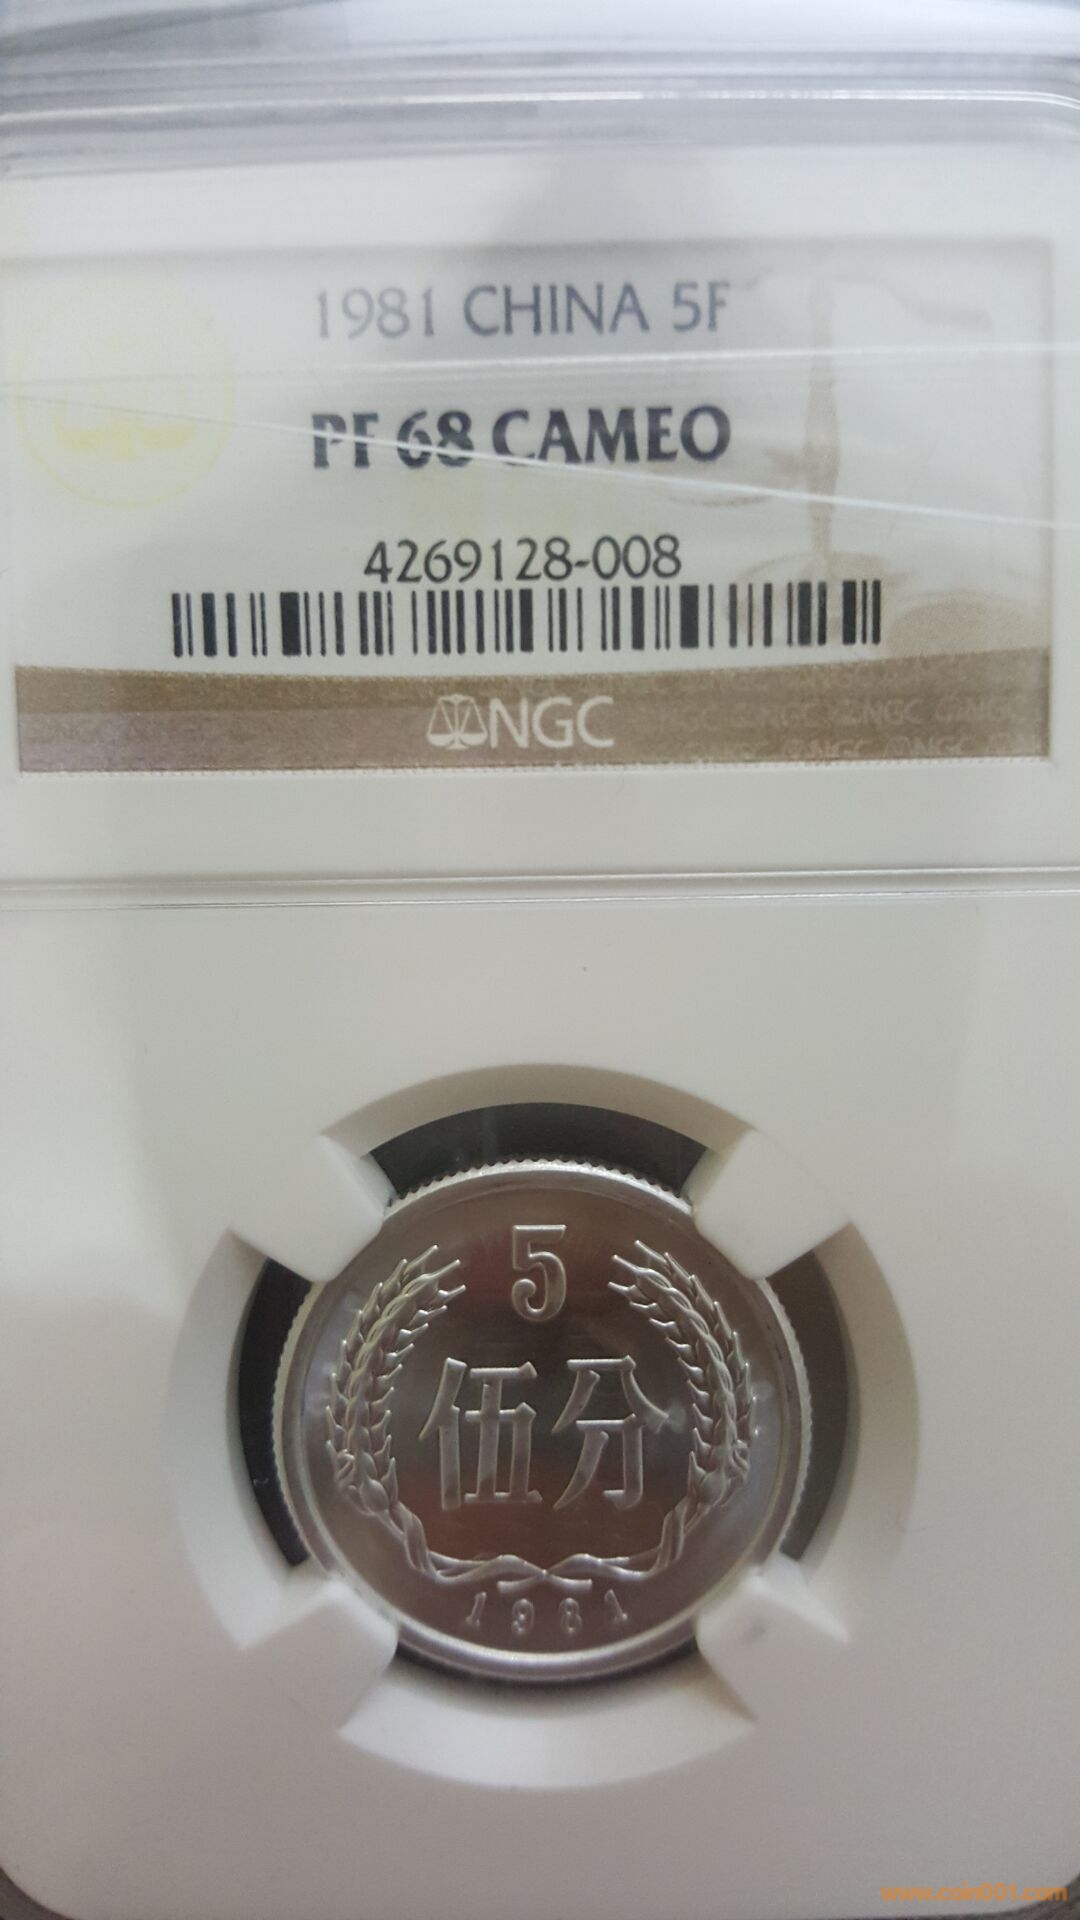 1981 CHINA 5F
PF 68 CAMEO
4269128-008
NGC
5
伍分
1981
www.coin001.com